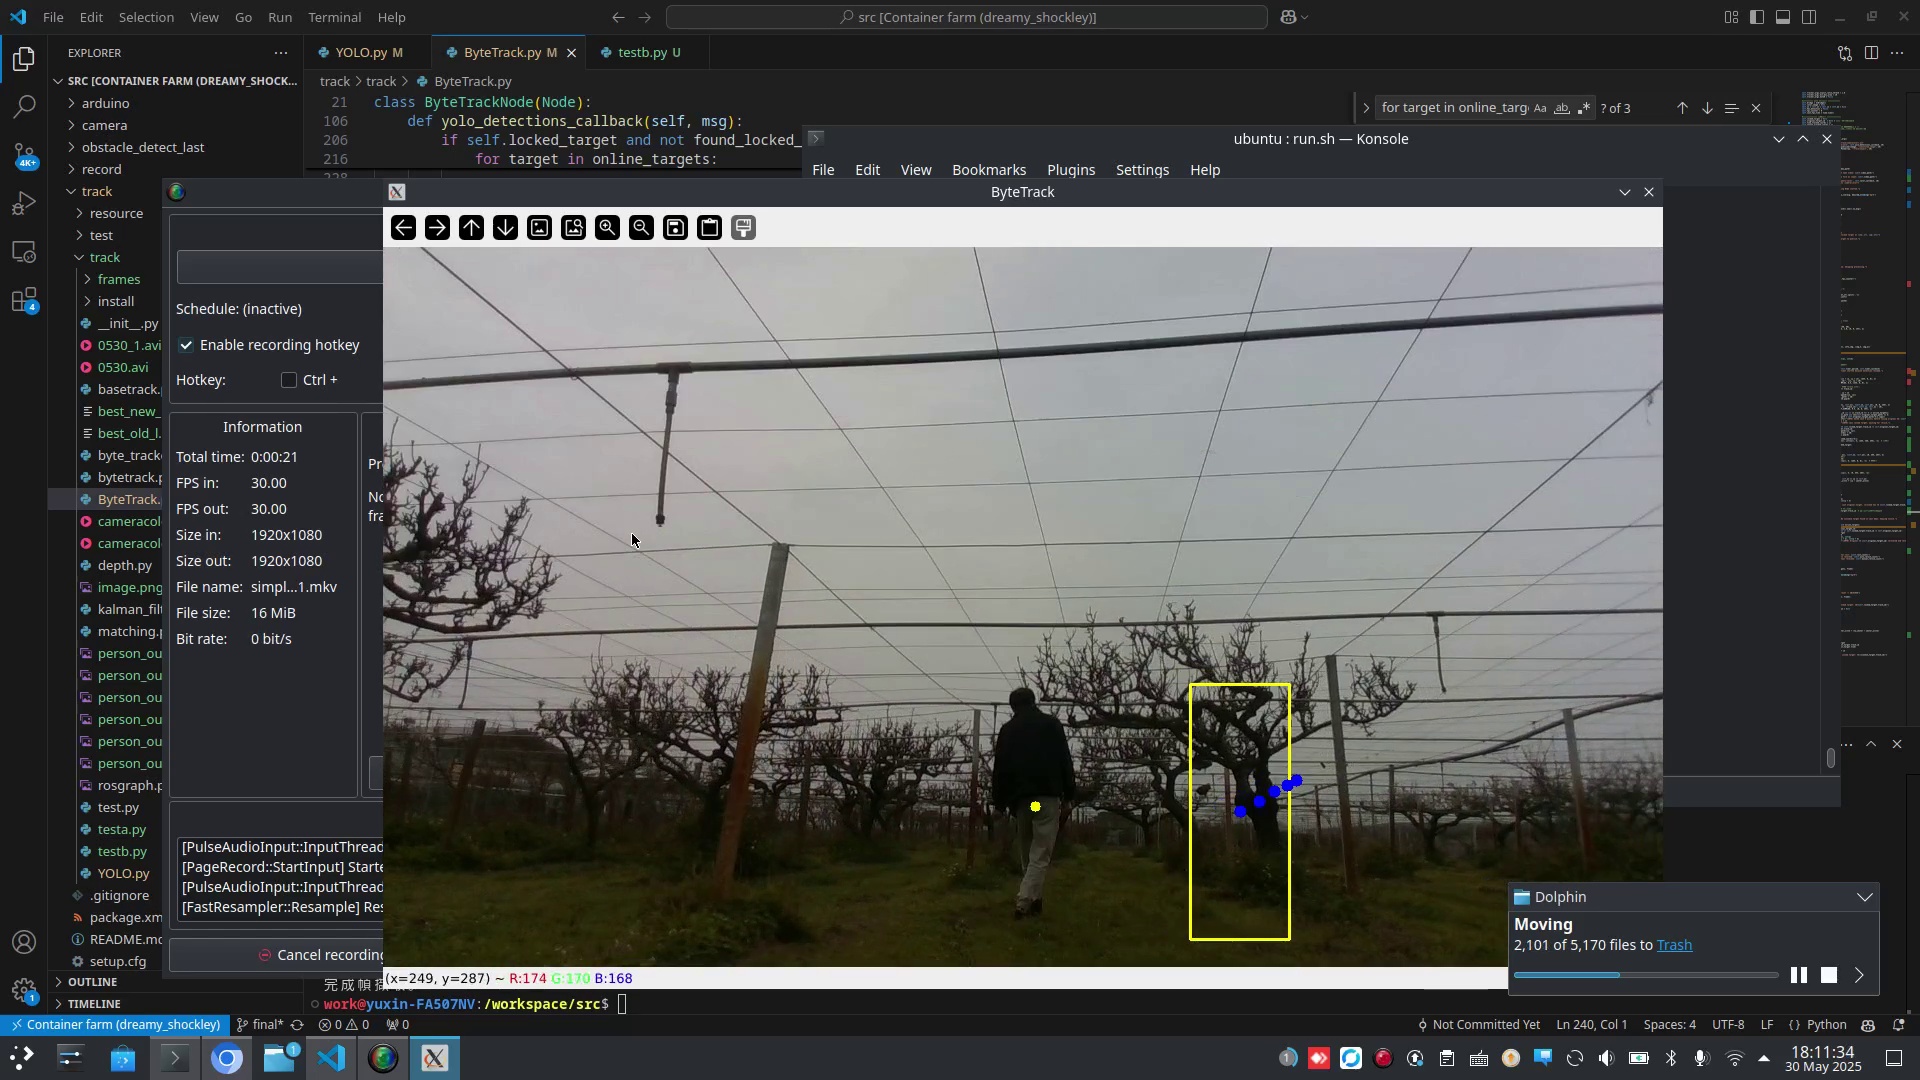 File Edit Selection View Go Run Terminal Help
src [Container farm (dreamy_shockley)]
EXPLORER
YOLO.py M
ByteTrack.py M
testb.py U
SRC [CONTAINER FARM (DREAMY_SHOCK...
track > track > ByteTrack.py
arduino
21 class ByteTrackNode(Node):
for target in online_targ
Aa ab ? of 3
camera
106 def yolo_detections_callback(self, msg):
obstacle_detect_last
206 if self.locked_target and not found_locked_
ubuntu : run.sh — Konsole
record
216 for target in online_targets:
File Edit View Bookmarks Plugins Settings Help
4K+
track
ByteTrack
resource
test
track
frames
install
__init__.py
0530_1.avi
0530.avi
basetrack.
best_new_
best_old_l.
byte_track
bytetrack.p
ByteTrack.
cameracol
cameracol
depth.py
image.png
kalman_filt
matching.p
person_ou
person_ou
person_ou
person_ou
person_ou
person_ou
rosgraph.p
test.py
testa.py
testb.py
YOLO.py
.gitignore
package.xm
README.md
setup.cfg
OUTLINE
TIMELINE
4
1
Schedule: (inactive)
Enable recording hotkey
Hotkey: Ctrl +
Information
Total time: 0:00:21
FPS in: 30.00
FPS out: 30.00
Size in: 1920x1080
Size out: 1920x1080
File name: simpl...1.mkv
File size: 16 MiB
Bit rate: 0 bit/s
Pr
No
fra
[PulseAudioInput::InputThread
[PageRecord::StartInput] Starte
[PulseAudioInput::InputThread
[FastResampler::Resample] Res
Cancel recording
(x=249, y=287) ~ R:174 G:170 B:168
work@yuxin-FA507NV:/workspace/src$
Dolphin
Moving
2,101 of 5,170 files to Trash
Container farm (dreamy_shockley) final* 0 0 0
Not Committed Yet Ln 240, Col 1 Spaces: 4 UTF-8 LF {} Python
1
1
18:11:34
30 May 2025